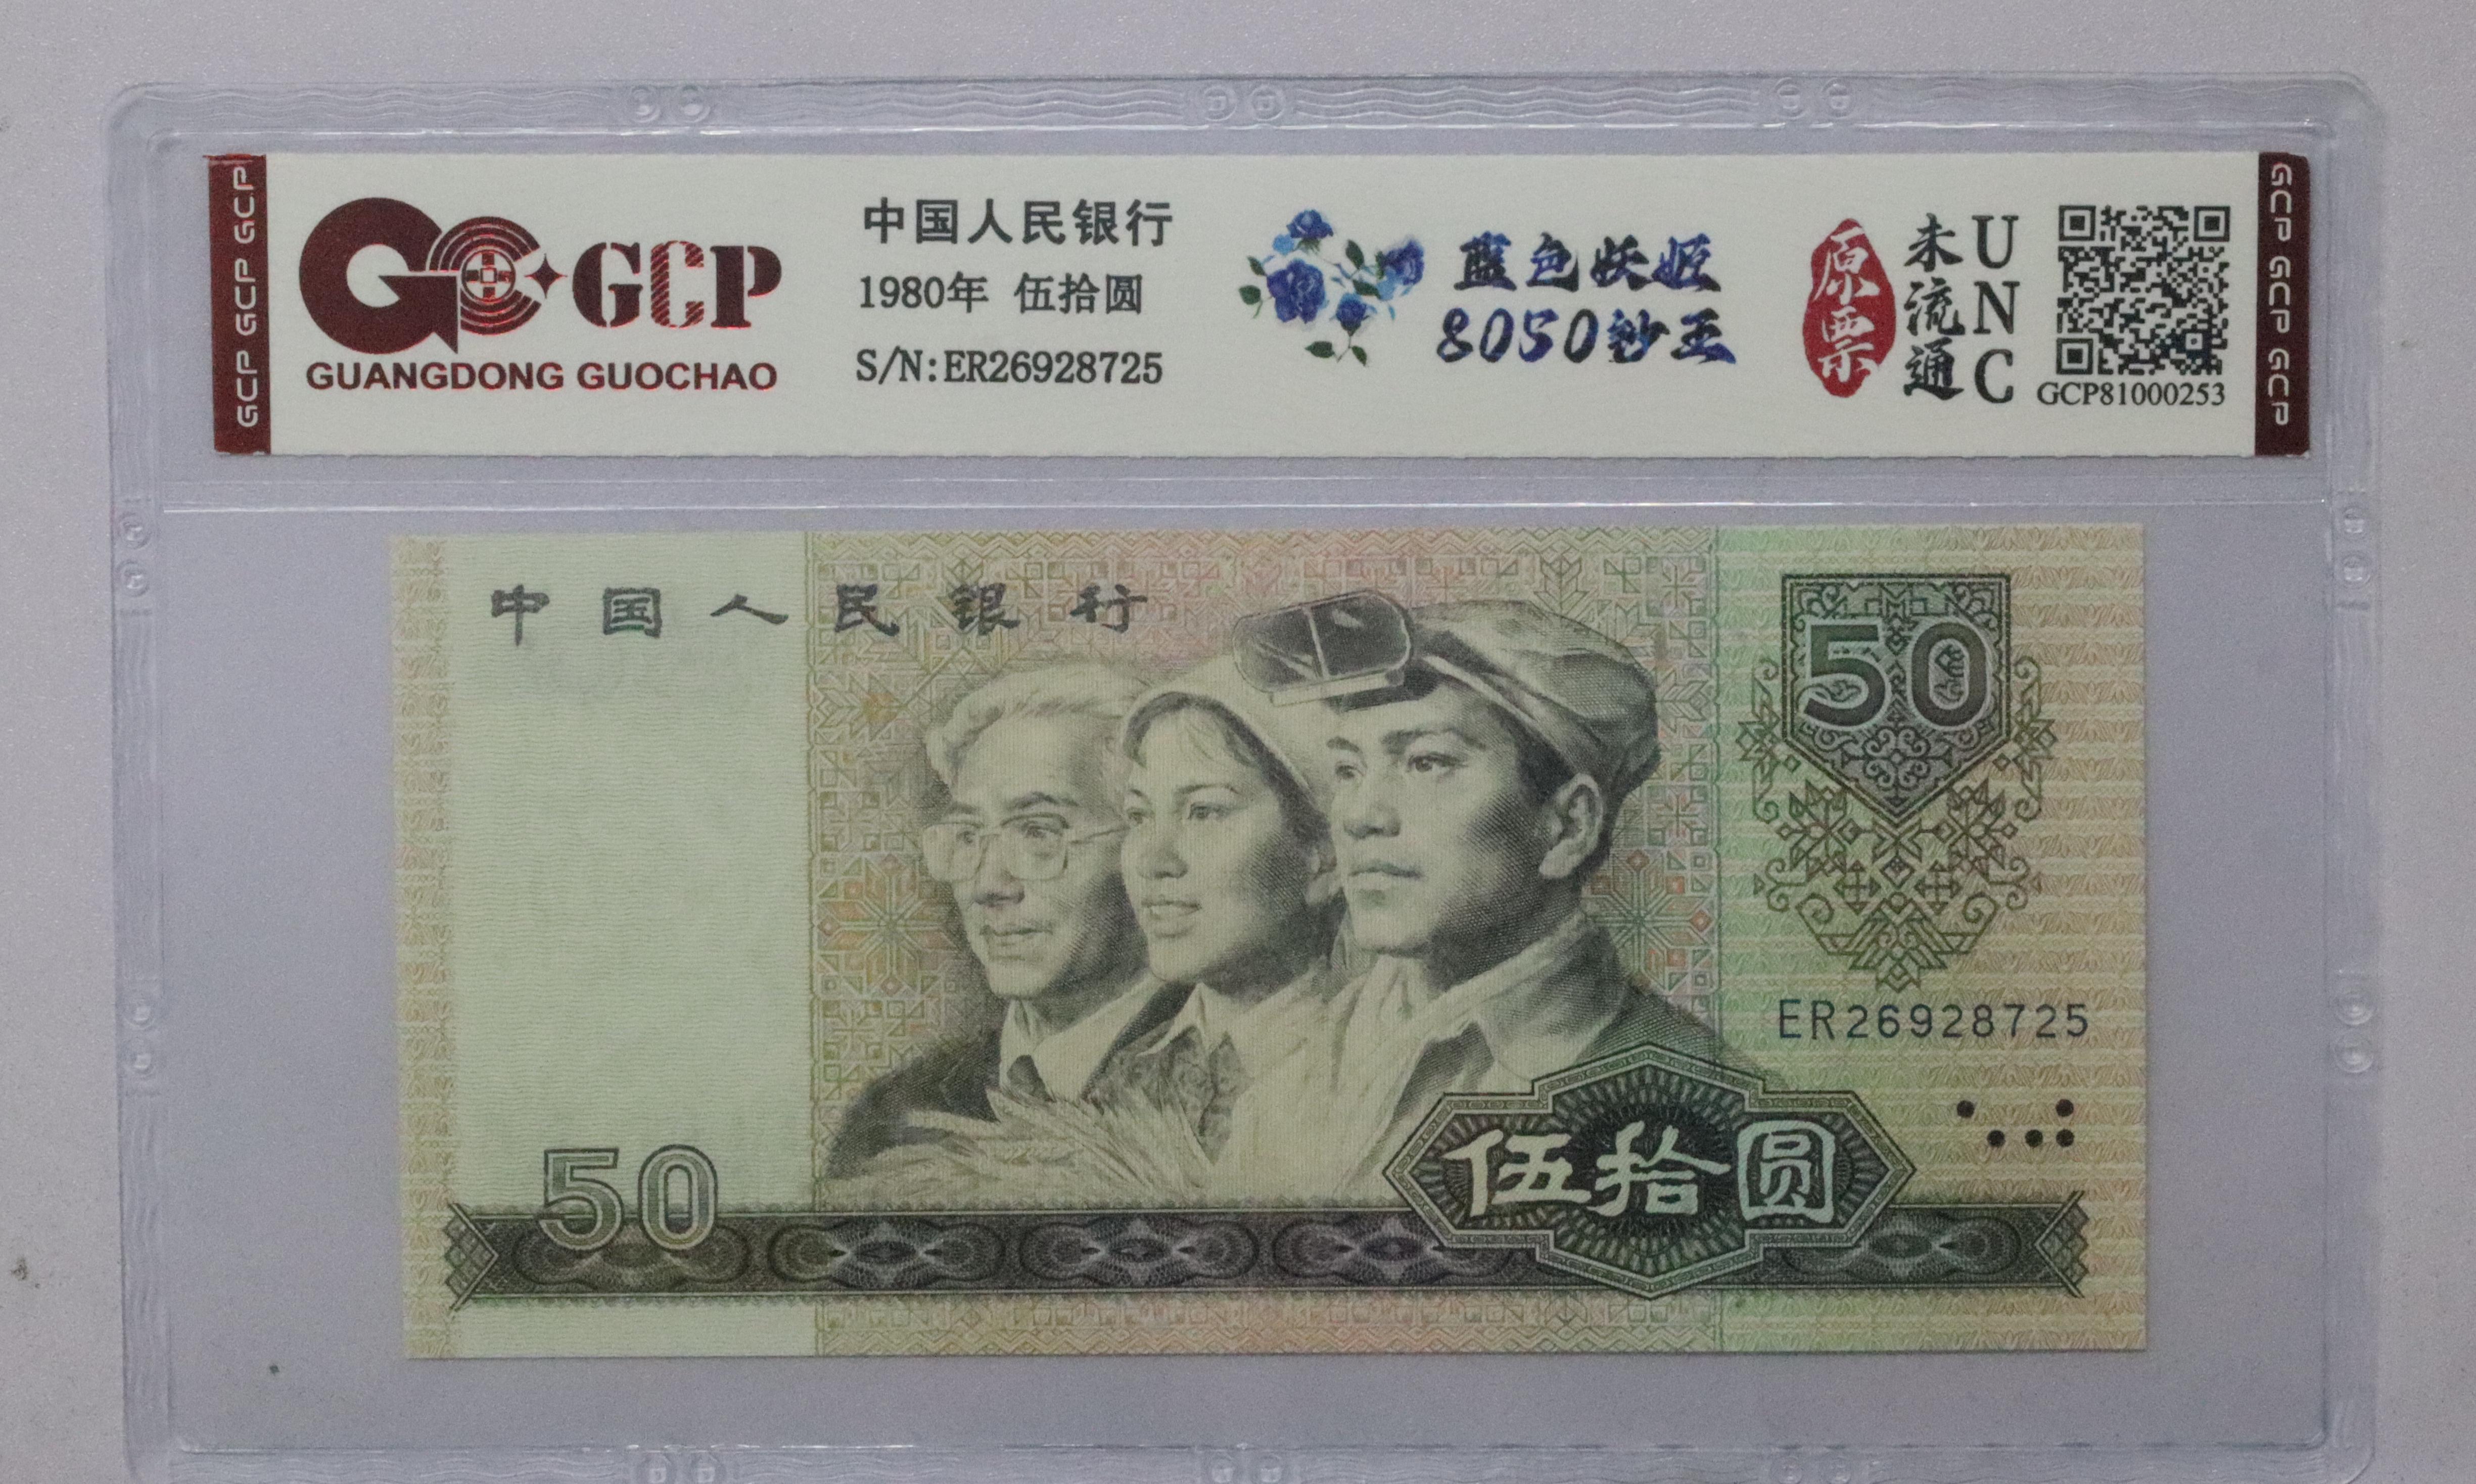 GCP GCP GCP
GCP
GUANGDONG GUOCHAO
中国人民银行
1980年 伍拾圆
S/N:ER26928725
蓝色妖姬
8050钞王
原票
未流通
UNC
GCP81000253
GCP GCP GCP
中国人民银行
50
ER26928725
50
伍拾圆